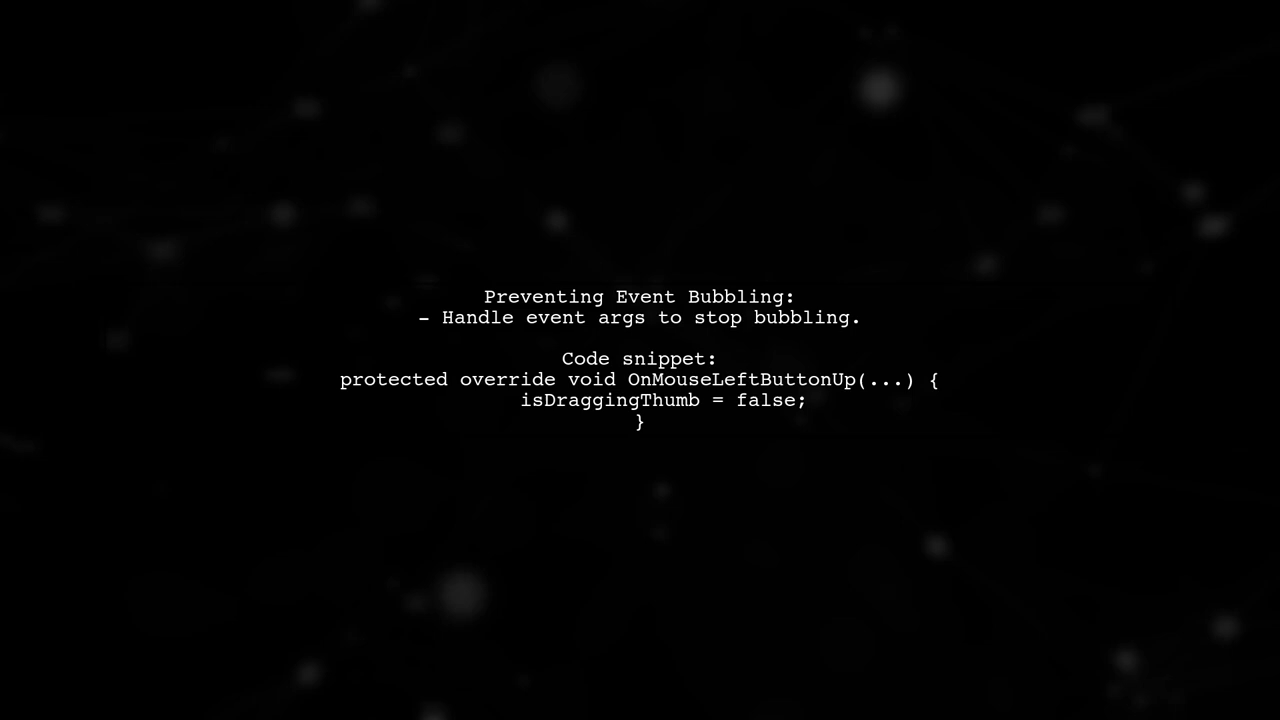 Preventing Event Bubbling:
- Handle event args to stop bubbling.
Code snippet:
protected override void OnMouseLeftButtonUp(...) {
isDraggingThumb = false;
}